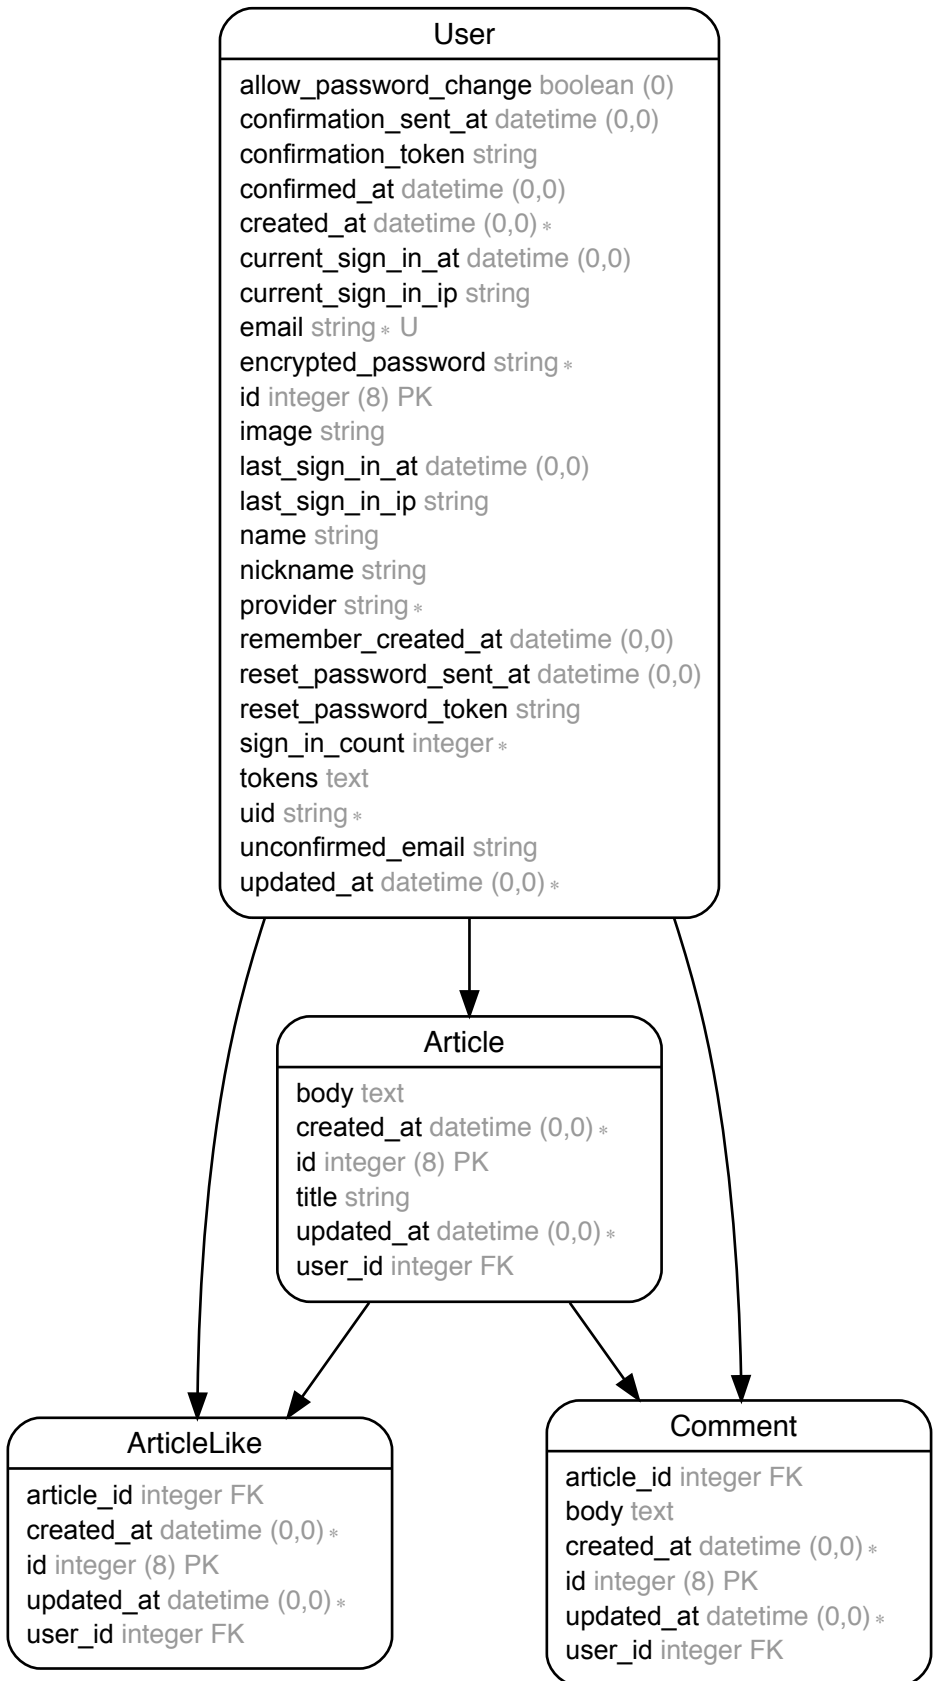 User
allow_password_change boolean (0)
confirmation_sent_at datetime (0,0)
confirmation_token string
confirmed_at datetime (0,0)
created_at datetime (0,0) *
current_sign_in_at datetime (0,0)
current_sign_in_ip string
email string * U
encrypted_password string *
id integer (8) PK
image string
last_sign_in_at datetime (0,0)
last_sign_in_ip string
name string
nickname string
provider string *
remember_created_at datetime (0,0)
reset_password_sent_at datetime (0,0)
reset_password_token string
sign_in_count integer *
tokens text
uid string *
unconfirmed_email string
updated_at datetime (0,0) *
Article
body text
created_at datetime (0,0) *
id integer (8) PK
title string
updated_at datetime (0,0) *
user_id integer FK
ArticleLike
article_id integer FK
created_at datetime (0,0) *
id integer (8) PK
updated_at datetime (0,0) *
user_id integer FK
Comment
article_id integer FK
body text
created_at datetime (0,0) *
id integer (8) PK
updated_at datetime (0,0) *
user_id integer FK